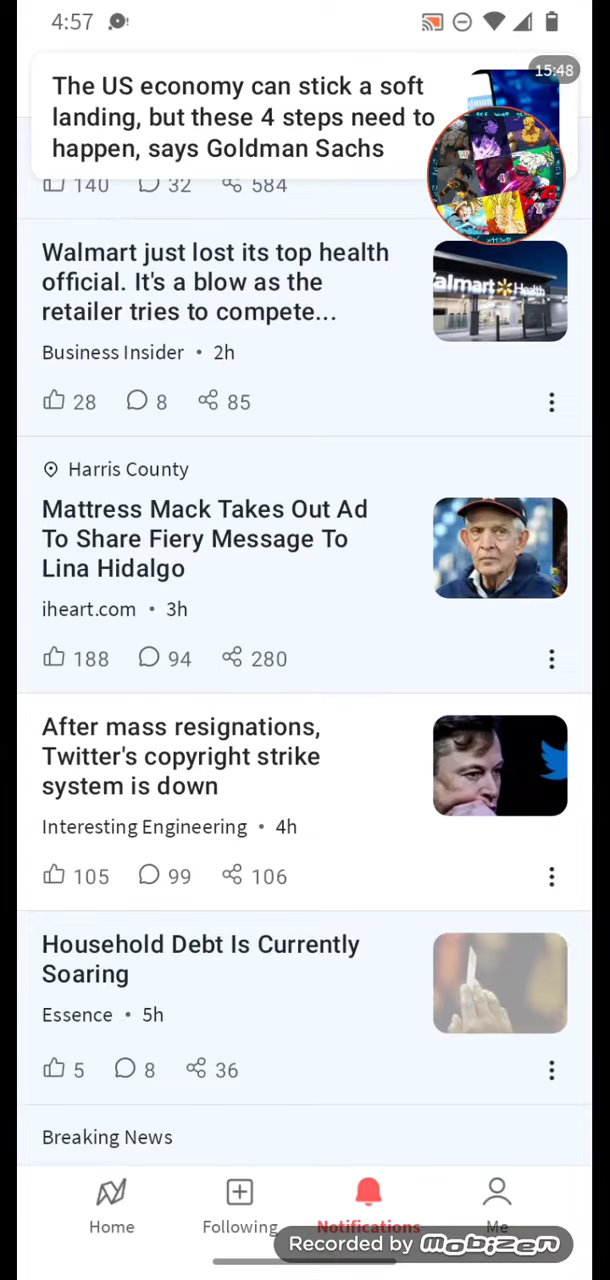 4:57
15:48
The US economy can stick a soft
landing, but these 4 steps need to
happen, says Goldman Sachs
140 32 584
Walmart just lost its top health
official. It's a blow as the
retailer tries to compete...
almart Health
Business Insider • 2h
28 8 85
Harris County
Mattress Mack Takes Out Ad
To Share Fiery Message To
Lina Hidalgo
iheart.com • 3h
188 94 280
After mass resignations,
Twitter's copyright strike
system is down
Interesting Engineering • 4h
105 99 106
Household Debt Is Currently
Soaring
Essence • 5h
5 8 36
Breaking News
Home Following Notifications Me
Recorded by mobizen